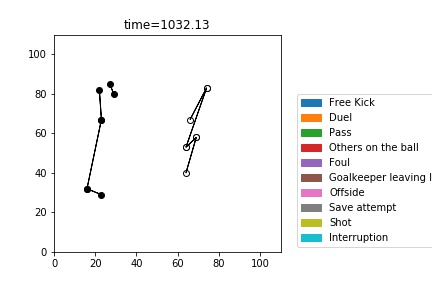 time=1032.13
100
80
60
40
20
0
0 20 40 60 80 100
Free Kick
Duel
Pass
Others on the ball
Foul
Goalkeeper leaving l
Offside
Save attempt
Shot
Interruption